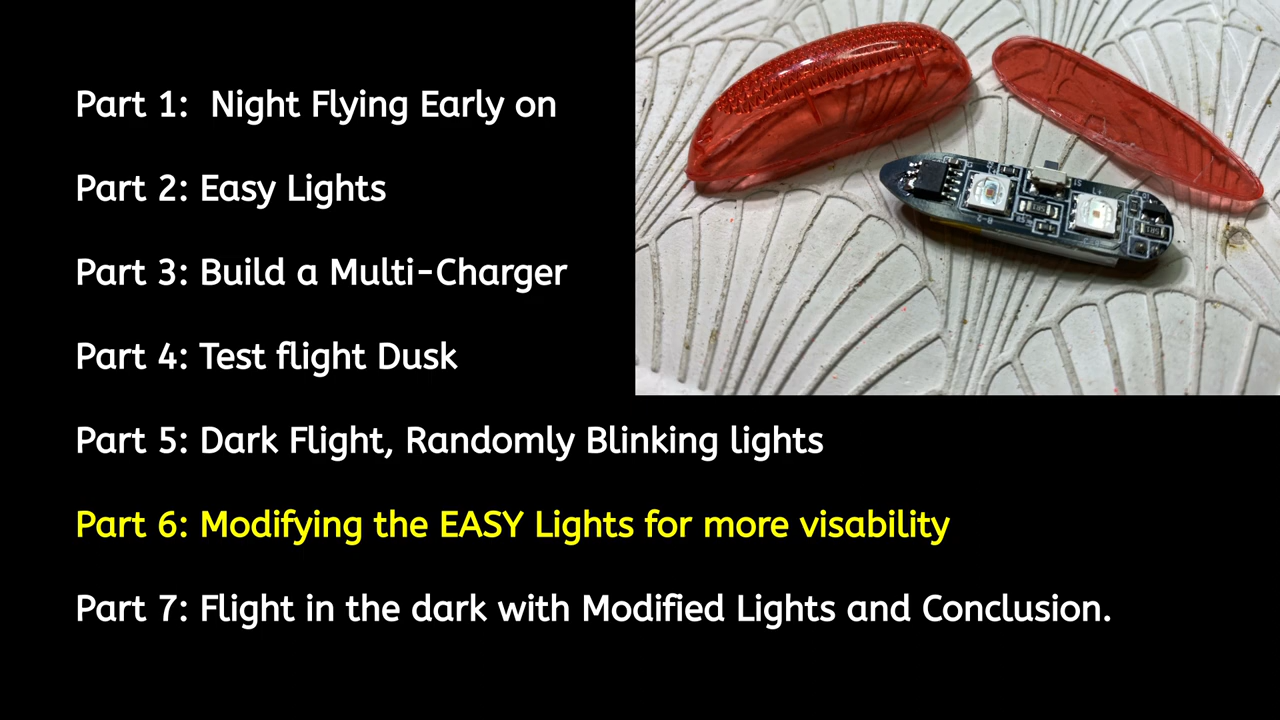 Part 1:  Night Flying Early on
Part 2: Easy Lights
Part 3: Build a Multi-Charger
Part 4: Test flight Dusk
Part 5: Dark Flight, Randomly Blinking lights
Part 6: Modifying the EASY Lights for more visability
Part 7: Flight in the dark with Modified Lights and Conclusion.